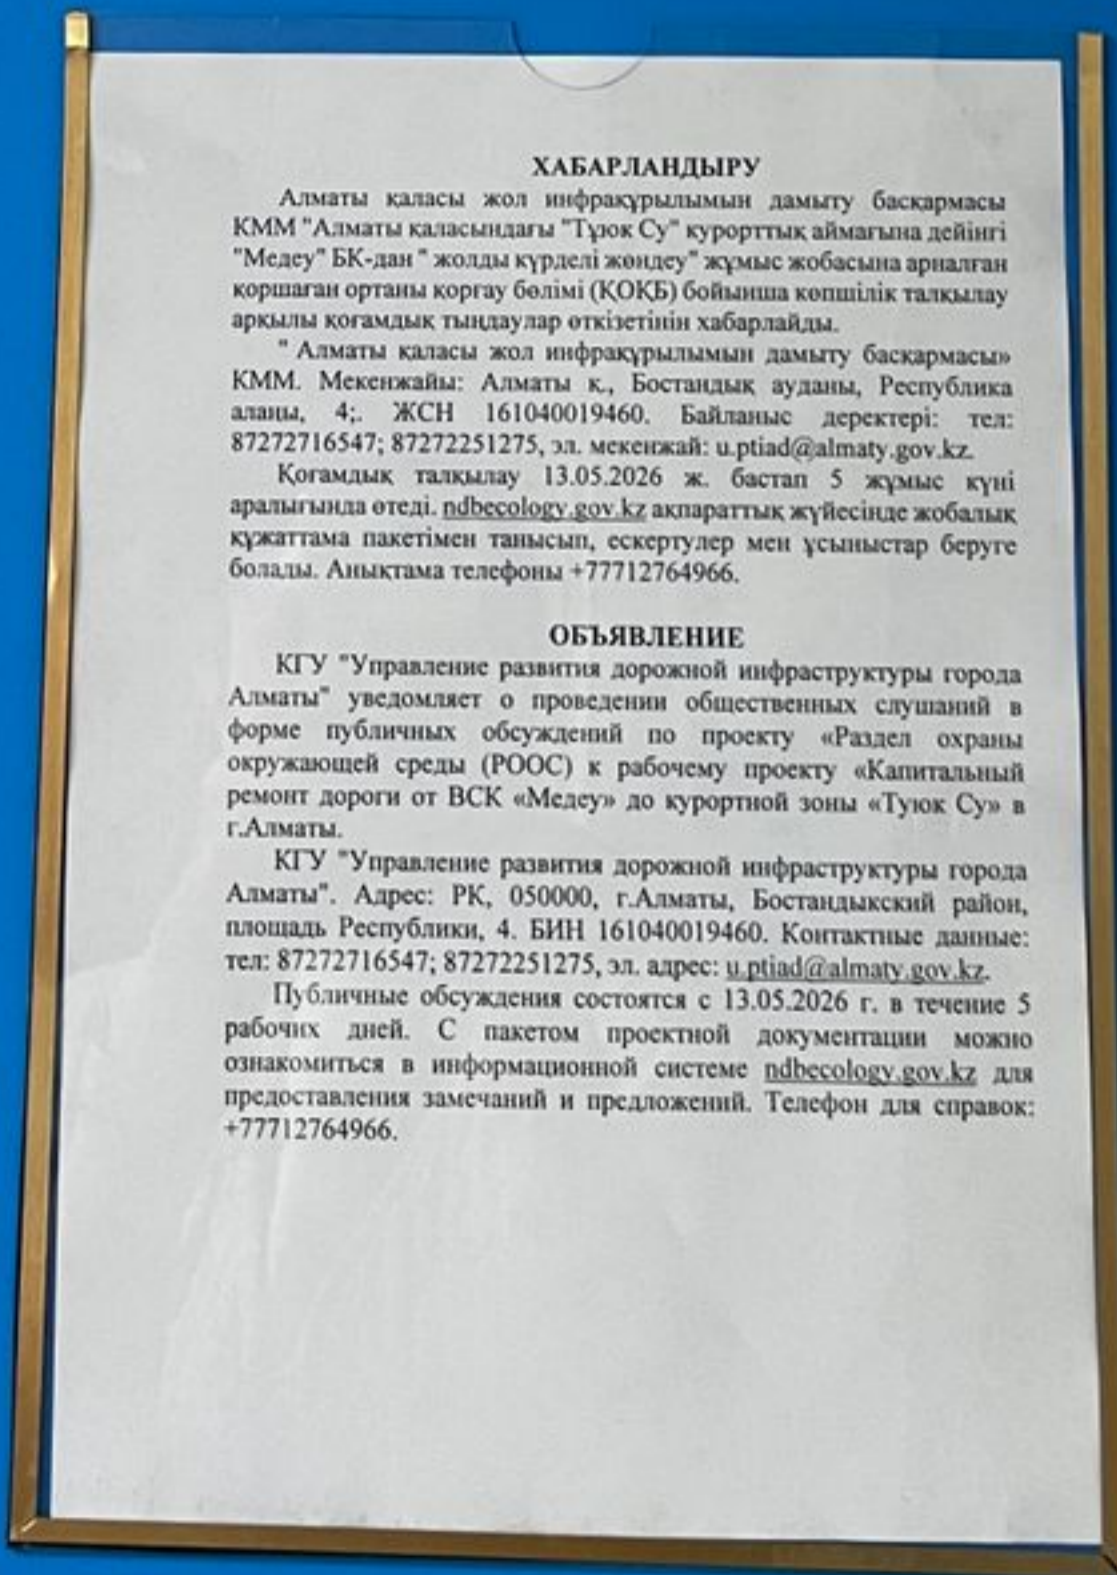 ХАБАРЛАНДЫРУ
Алматы қаласы жол инфрақұрылымын дамыту басқармасы
КММ "Алматы қаласындағы "Тұюк Су" курорттық аймағына дейінгі
"Медеу" БК-дан " жолды күрделі жөндеу" жұмыс жобасына арналған
қоршаған ортаны қорғау бөлімі (ҚОҚБ) бойынша көпшілік талқылау
арқылы қоғамдық тыңдаулар өткізетінін хабарлайды.
" Алматы қаласы жол инфрақұрылымын дамыту басқармасы»
КММ. Мекенжайы: Алматы қ., Бостандық ауданы, Республика
алаңы, 4;. ЖСН 161040019460. Байланыс деректері: тел:
87272716547; 87272251275, эл. мекенжай: u.ptiad@almaty.gov.kz.
Қоғамдық талқылау 13.05.2026 ж. бастап 5 жұмыс күні
аралығында өтеді. ndbecology.gov.kz ақпараттық жүйесінде жобалық
құжаттама пакетімен танысып, ескертулер мен ұсыныстар беруге
болады. Анықтама телефоны +77712764966.
ОБЪЯВЛЕНИЕ
КГУ "Управление развития дорожной инфраструктуры города
Алматы" уведомляет о проведении общественных слушаний в
форме публичных обсуждений по проекту «Раздел охраны
окружающей среды (РООС) к рабочему проекту «Капитальный
ремонт дороги от ВСК «Медеу» до курортной зоны «Туюк Су» в
г.Алматы.
КГУ "Управление развития дорожной инфраструктуры города
Алматы". Адрес: РК, 050000, г.Алматы, Бостандыкский район,
площадь Республики, 4. БИН 161040019460. Контактные данные:
тел: 87272716547; 87272251275, эл. адрес: u.ptiad@almaty.gov.kz.
Публичные обсуждения состоятся с 13.05.2026 г. в течение 5
рабочих дней. С пакетом проектной документации можно
ознакомиться в информационной системе ndbecology.gov.kz для
предоставления замечаний и предложений. Телефон для справок:
+77712764966.